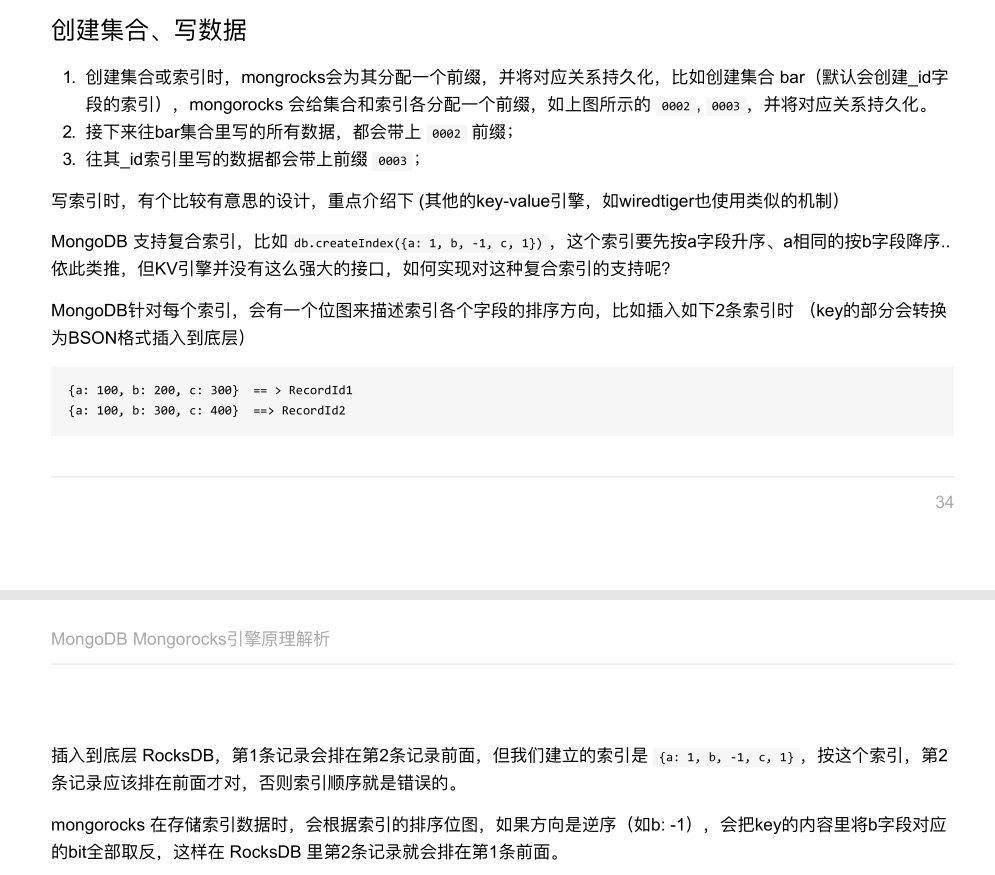 创建集合、写数据
1. 创建集合或索引时，mongrocks会为其分配一个前缀，并将对应关系持久化，比如创建集合 bar（默认会创建_id字
段的索引），mongorocks 会给集合和索引各分配一个前缀，如上图所示的 0002 , 0003 ，并将对应关系持久化。
2. 接下来往bar集合里写的所有数据，都会带上 0002 前缀；
3. 往其_id索引里写的数据都会带上前缀 0003 ；
写索引时，有个比较有意思的设计，重点介绍下 (其他的key-value引擎，如wiredtiger也使用类似的机制）
MongoDB 支持复合索引，比如 db.createIndex({a: 1, b, -1, c, 1}) ，这个索引要先按a字段升序、a相同的按b字段降序..
依此类推，但KV引擎并没有这么强大的接口，如何实现对这种复合索引的支持呢？
MongoDB针对每个索引，会有一个位图来描述索引各个字段的排序方向，比如插入如下2条索引时 （key的部分会转换
为BSON格式插入到底层）
{a: 100, b: 200, c: 300}  == > RecordId1
{a: 100, b: 300, c: 400}  ==> RecordId2
34
MongoDB Mongorocks引擎原理解析
插入到底层 RocksDB，第1条记录会排在第2条记录前面，但我们建立的索引是 {a: 1, b, -1, c, 1} ，按这个索引，第2
条记录应该排在前面才对，否则索引顺序就是错误的。
mongorocks 在存储索引数据时，会根据索引的排序位图，如果方向是逆序（如b: -1），会把key的内容里将b字段对应
的bit全部取反，这样在 RocksDB 里第2条记录就会排在第1条前面。